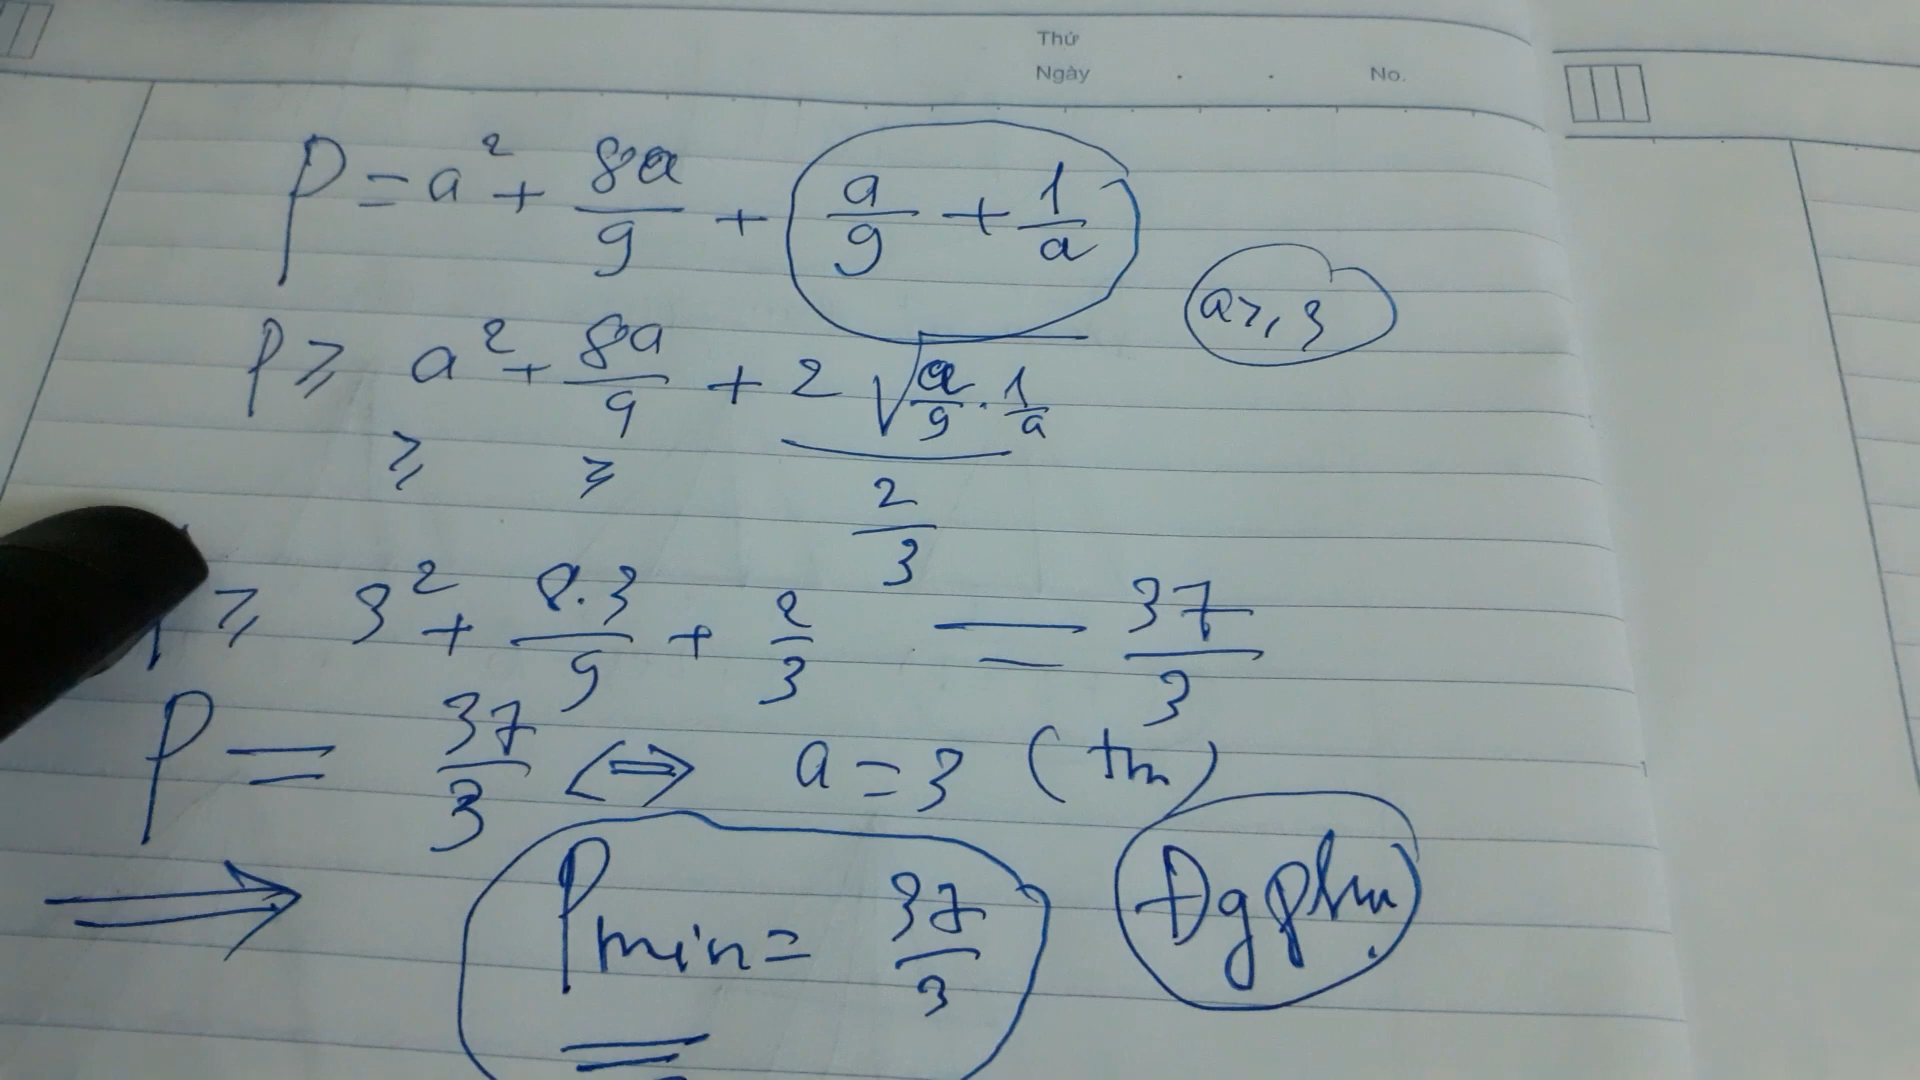 Thứ
Ngày . . No.
P = a² + 8a/9 + a/9 + 1/a
a ≥ 3
P ≥ a² + 8a/9 + 2√(a/9 · 1/a)
≥ ≥ 2/3
≥ 3² + 8.3/9 + 2/3 = 37/3
P = 37/3 ⇔ a = 3 (tm)
⇒ Pmin = 37/3